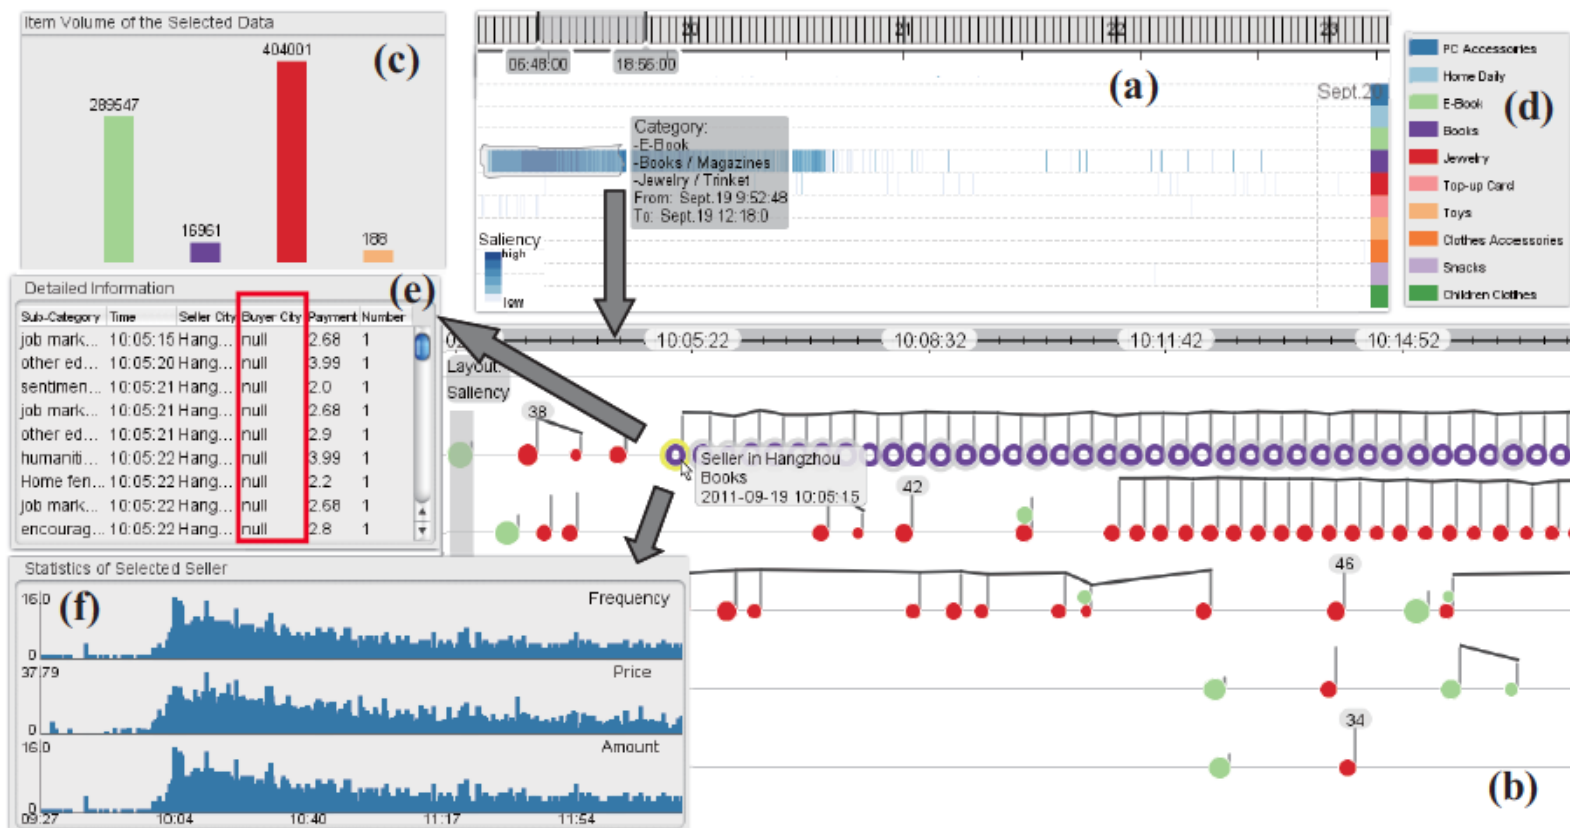 Item Volume of the Selected Data
(c)
404001
289547
16961
188
20
21
22
23
06:48:00
18:56:00
(a)
Sept.20
Category:
-E-Book
-Books / Magazines
-Jewelry / Trinket
From: Sept.19 9:52:48
To: Sept.19 12:18:0
Saliency
high
low
PC Accessories
Home Daily
E-Book
(d)
Books
Jewelry
Top-up Card
Toys
Clothes Accessories
Snacks
Children Clothes
Detailed Information
(e)
Sub-Category Time Seller City Buyer City Payment Number
job mark... 10:05:15 Hang... null 2.68 1
other ed... 10:05:20 Hang... null 3.99 1
sentimen... 10:05:21 Hang... null 2.0 1
job mark... 10:05:21 Hang... null 2.68 1
other ed... 10:05:21 Hang... null 2.9 1
humaniti... 10:05:22 Hang... null 3.99 1
Home fen... 10:05:22 Hang... null 2.2 1
job mark... 10:05:22 Hang... null 2.68 1
encourag... 10:05:22 Hang... null 2.8 1
10:05:22
10:08:32
10:11:42
10:14:52
Layout:
Saliency
38
Seller in Hangzhou
Books
2011-09-19 10:05:15
42
46
34
(b)
Statistics of Selected Seller
(f)
16.0
Frequency
0
37.79
Price
0
16.0
Amount
0
09:27
10:04
10:40
11:17
11:54